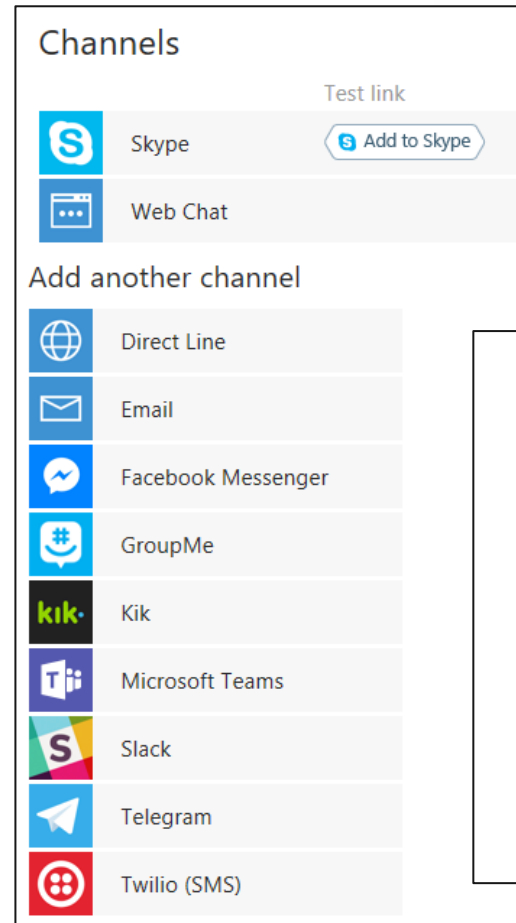 Channels
Test link
Skype
Add to Skype
Web Chat
Add another channel
Direct Line
Email
Facebook Messenger
GroupMe
kik
Kik
Microsoft Teams
Slack
Telegram
Twilio (SMS)